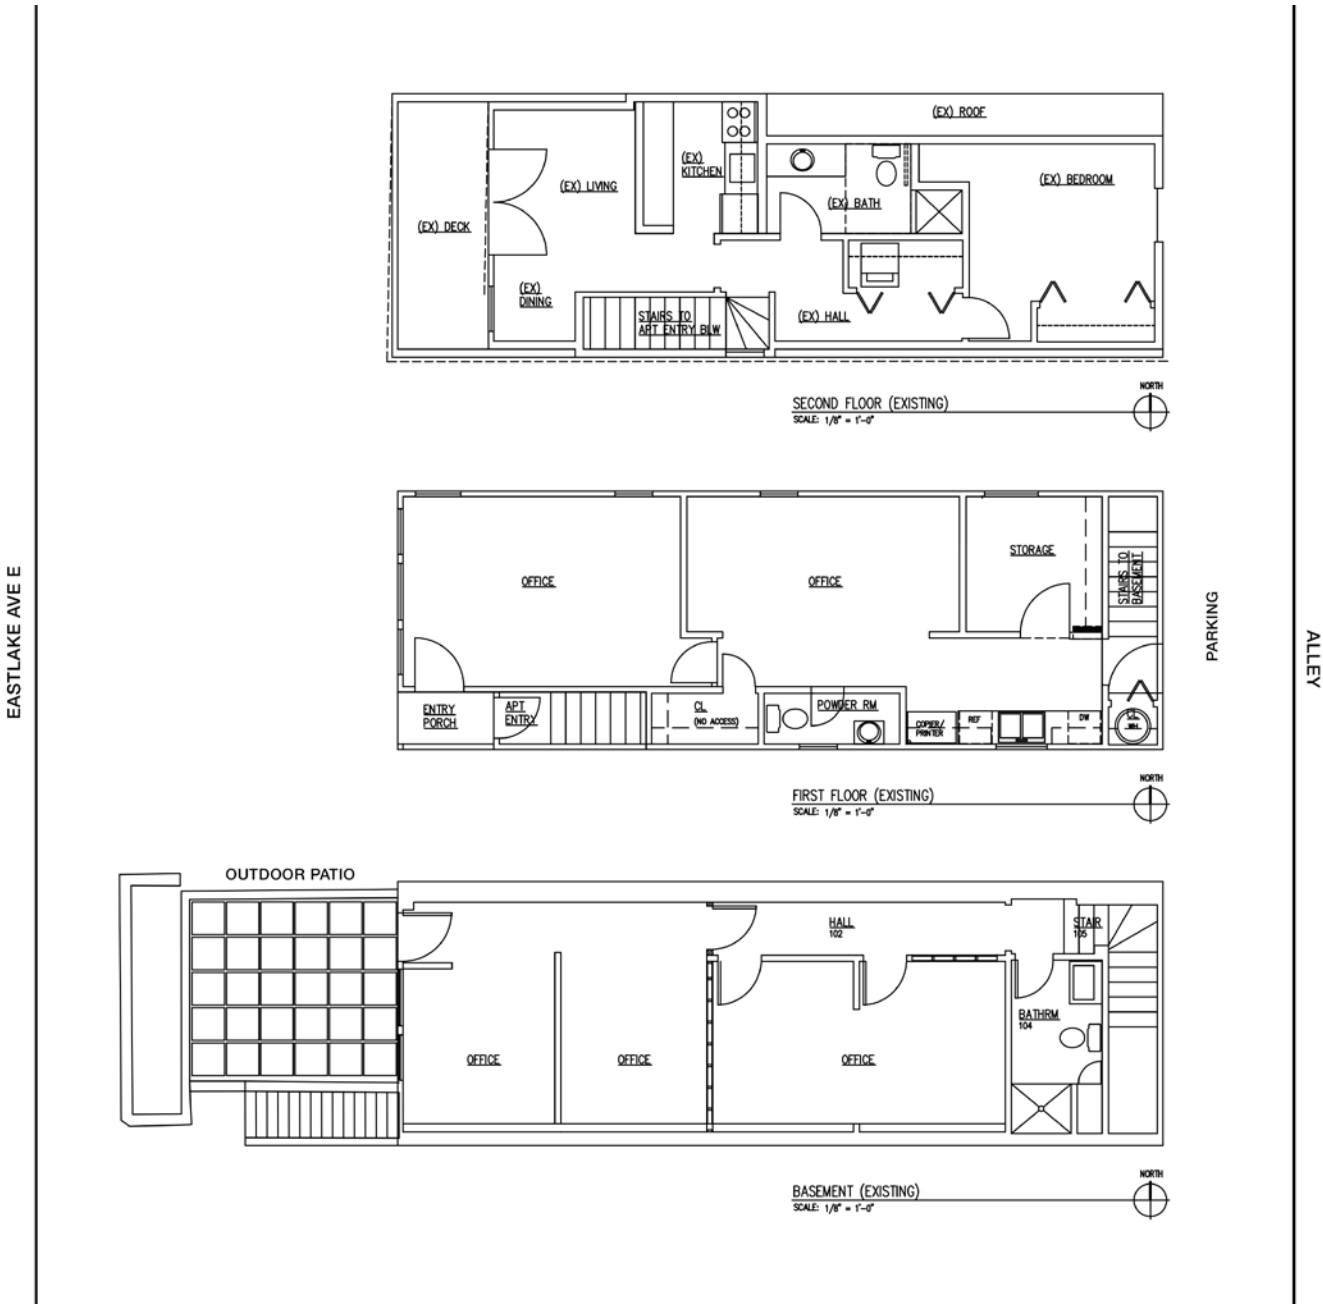 (EX) ROOF
(EX)
KITCHEN
(EX) LIVING
(EX) BEDROOM
(EX) BATH
(EX) DECK
(EX)
DINING
STAIRS TO
APT ENTRY BLW
(EX) HALL
NORTH
SECOND FLOOR (EXISTING)
SCALE: 1/8" = 1'-0"
EASTLAKE AVE E
OFFICE
OFFICE
STORAGE
STAIRS TO
BASEMENT
PARKING
ALLEY
ENTRY
PORCH
APT
ENTRY
CL
(NO ACCESS)
POWDER RM
COPIER/
PRINTER
REF
DW
CL
WH
NORTH
FIRST FLOOR (EXISTING)
SCALE: 1/8" = 1'-0"
OUTDOOR PATIO
HALL
102
STAIR
105
BATHRM
104
OFFICE
OFFICE
OFFICE
NORTH
BASEMENT (EXISTING)
SCALE: 1/8" = 1'-0"